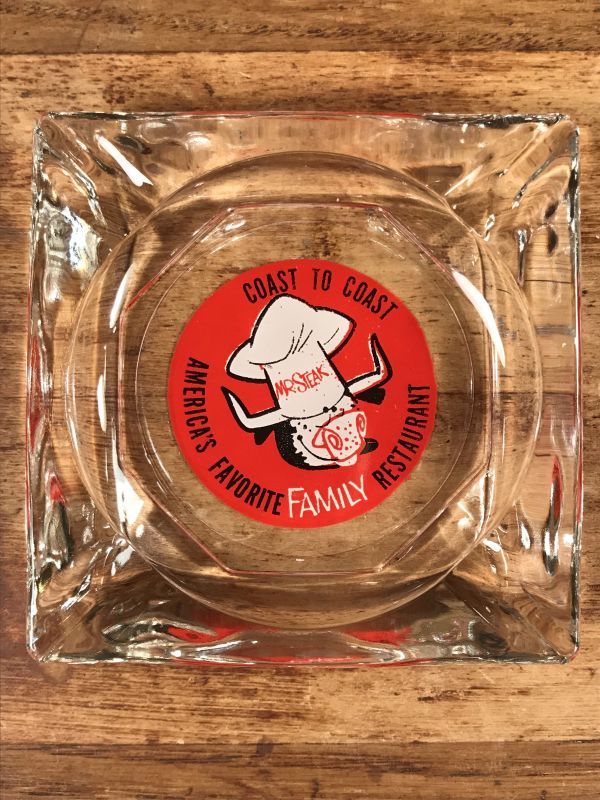 COAST TO COAST
MR. STEAK
AMERICA'S FAVORITE FAMILY RESTAURANT